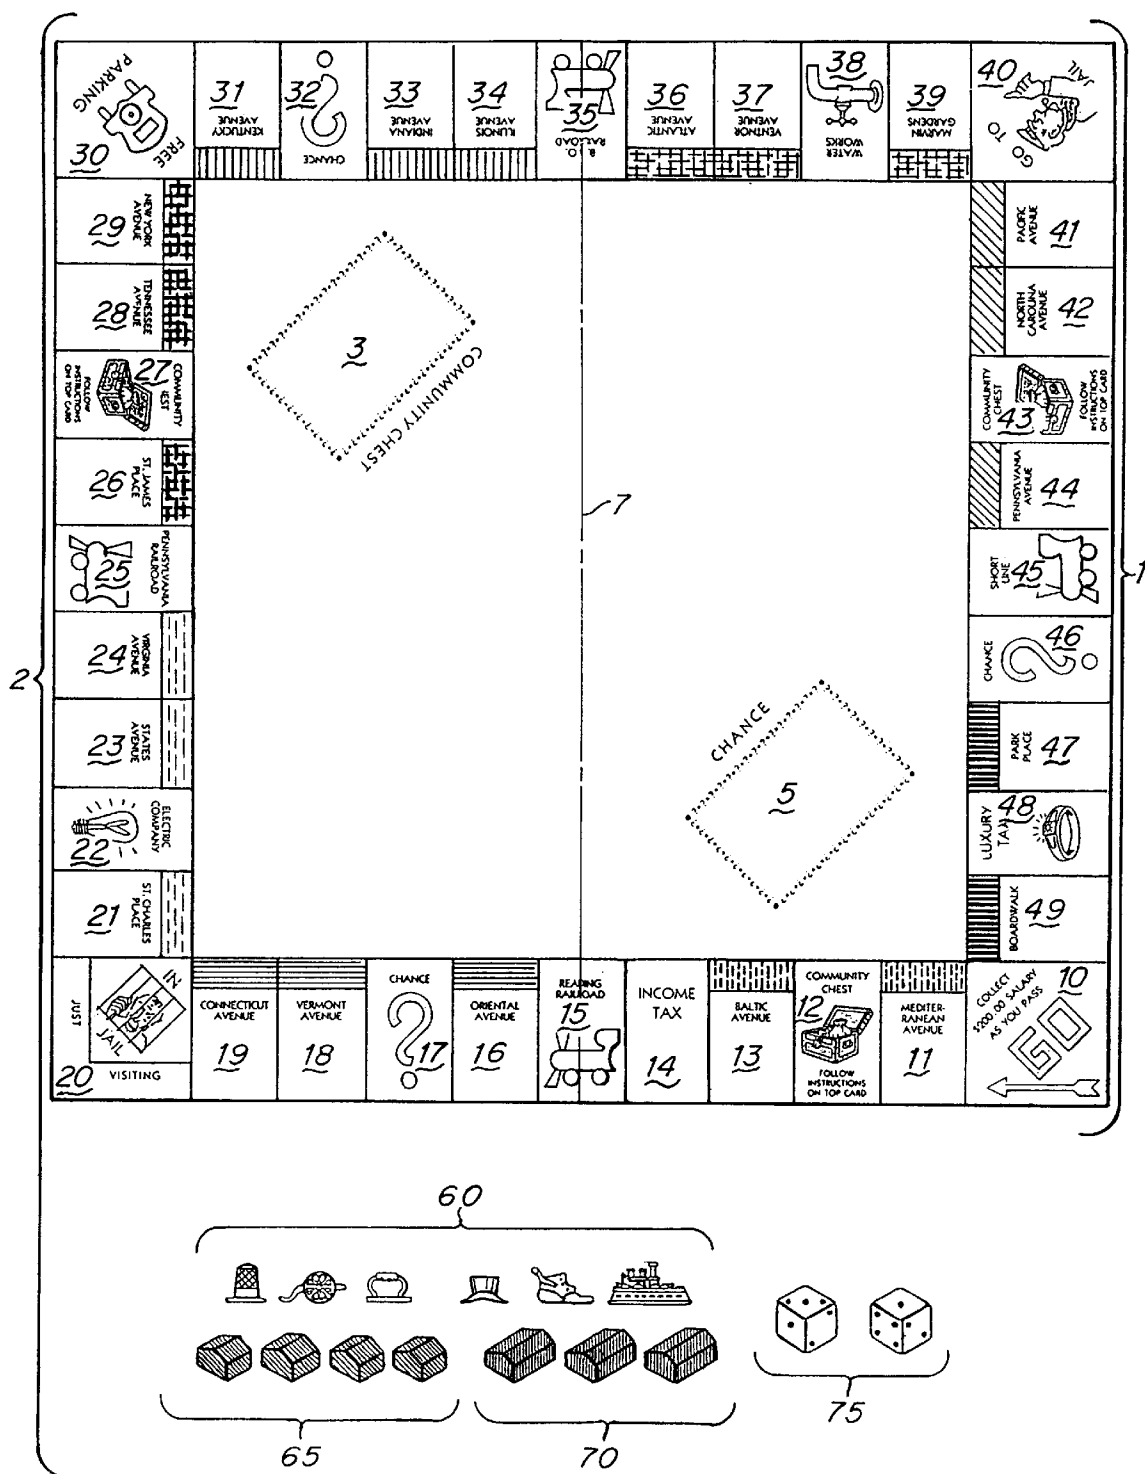 FREE
PARKING
30
31
KENTUCKY
AVENUE
32
CHANCE
33
INDIANA
AVENUE
34
ILLINOIS
AVENUE
35
B. O.
RAILROAD
36
ATLANTIC
AVENUE
37
VENTNOR
AVENUE
38
WATER
WORKS
39
MARVIN
GARDENS
40
GO TO
JAIL
29
NEW YORK
AVENUE
28
TENNESSEE
AVENUE
27
COMMUNITY
EST
FOLLOW
INSTRUCTIONS
ON TOP CARD
26
ST. JAMES
PLACE
25
PENNSYLVANIA
RAILROAD
24
VIRGINIA
AVENUE
23
STATES
AVENUE
22
ELECTRIC
COMPANY
21
ST. CHARLES
PLACE
3
COMMUNITY CHEST
7
CHANCE
5
PACIFIC
AVENUE
41
NORTH
CAROLINA
AVENUE
42
COMMUNITY
CHEST
43
FOLLOW
INSTRUCTIONS
ON TOP CARD
PENNSYLVANIA
AVENUE
44
SHORT
LINE
45
CHANCE
46
PARK
PLACE
47
LUXURY
TAX
48
BOARDWALK
49
1
2
JUST
VISITING
IN
JAIL
20
CONNECTICUT
AVENUE
19
VERMONT
AVENUE
18
CHANCE
17
ORIENTAL
AVENUE
16
READING
RAILROAD
15
INCOME
TAX
14
BALTIC
AVENUE
13
COMMUNITY
CHEST
12
FOLLOW
INSTRUCTIONS
ON TOP CARD
MEDITER-
RANEAN
AVENUE
11
COLLECT
$200.00 SALARY
AS YOU PASS
GO
10
60
65
70
75